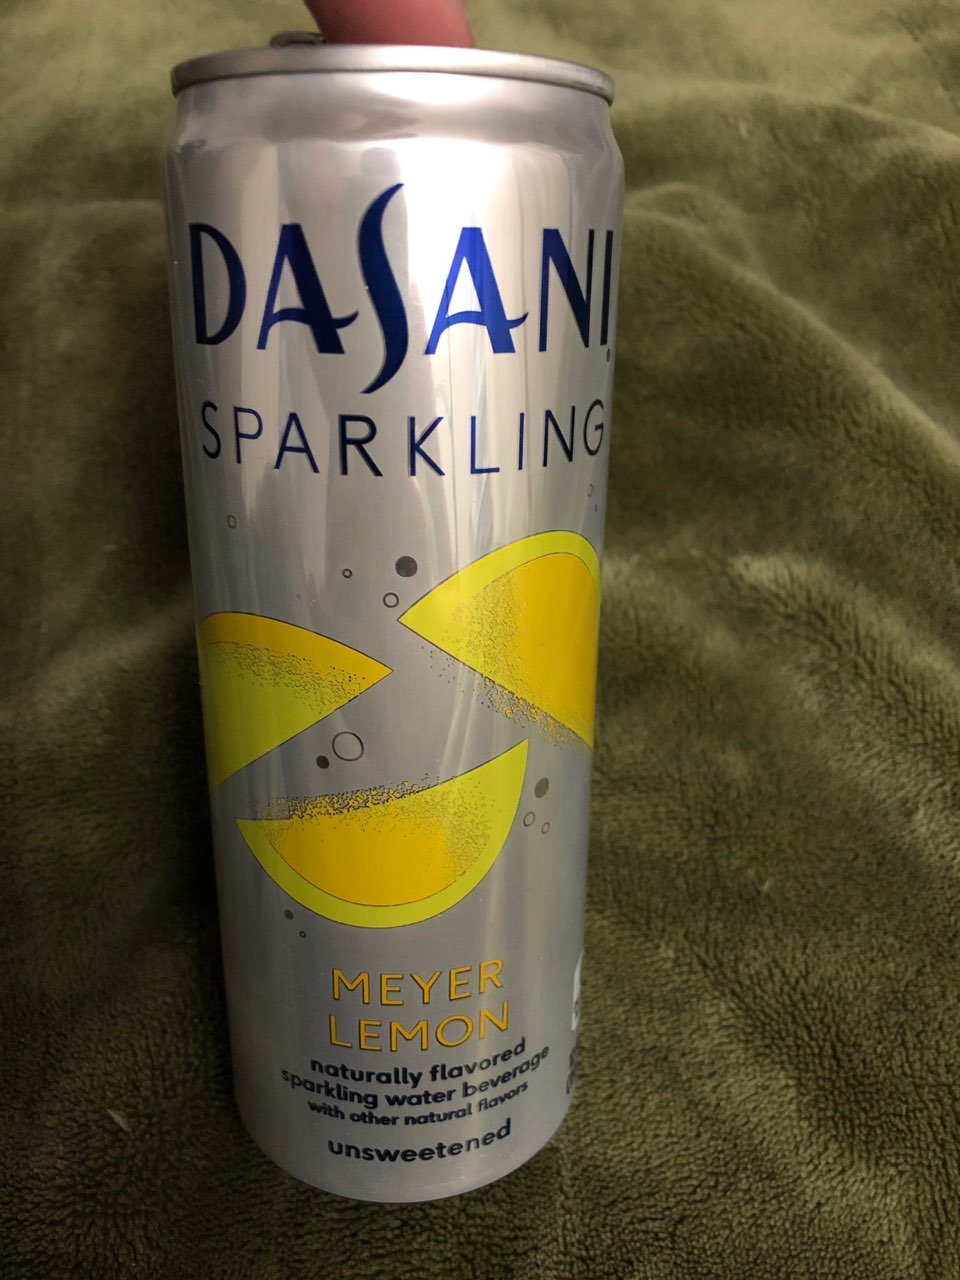 DASANI
SPARKLING
MEYER
LEMON
naturally flavored
sparkling water beverage
with other natural flavors
unsweetened